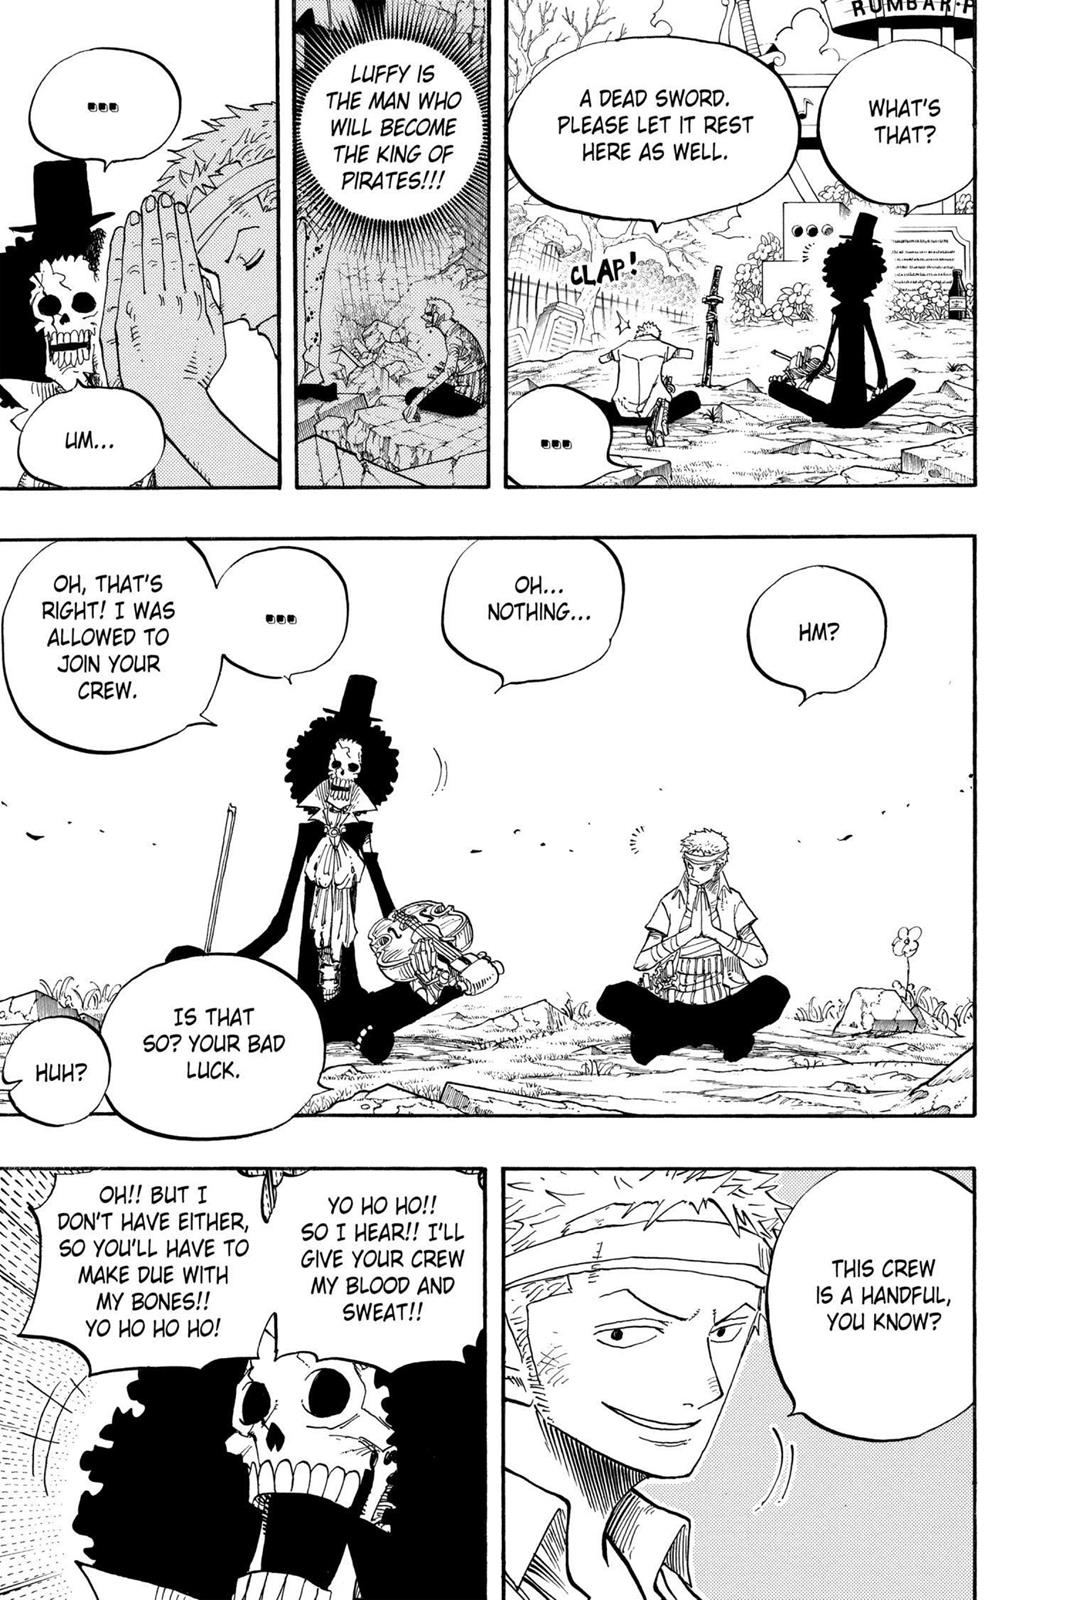 RUMBAR P
WHAT'S
THAT?
A DEAD SWORD.
PLEASE LET IT REST
HERE AS WELL.
CLAP!
LUFFY IS
THE MAN WHO
WILL BECOME
THE KING OF
PIRATES!!!
UM...
HM?
OH...
NOTHING...
OH, THAT'S
RIGHT! I WAS
ALLOWED TO
JOIN YOUR
CREW.
IS THAT
SO? YOUR BAD
LUCK.
HUH?
THIS CREW
IS A HANDFUL,
YOU KNOW?
YO HO HO!!
SO I HEAR!! I'LL
GIVE YOUR CREW
MY BLOOD AND
SWEAT!!
OH!! BUT I
DON'T HAVE EITHER,
SO YOU'LL HAVE TO
MAKE DUE WITH
MY BONES!!
YO HO HO HO!